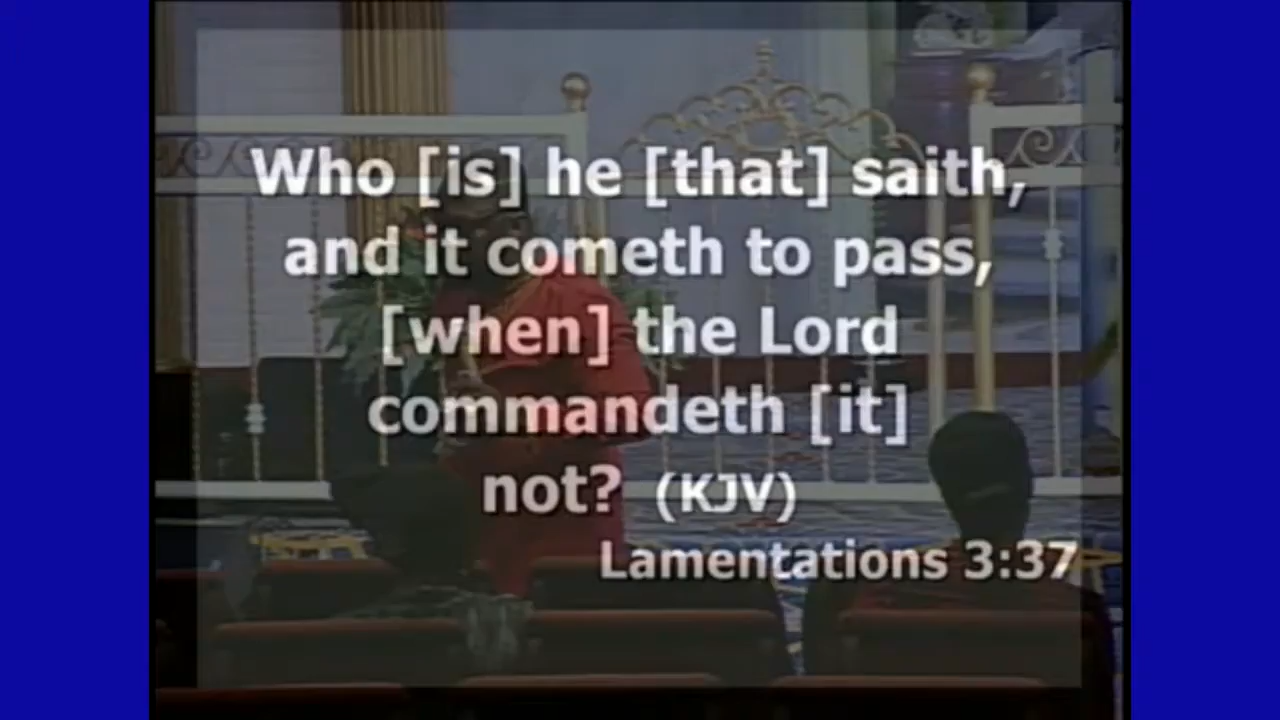 Who [is] he [that] saith,
and it cometh to pass,
[when] the Lord
commandeth [it]
not? (KJV)
Lamentations 3:37